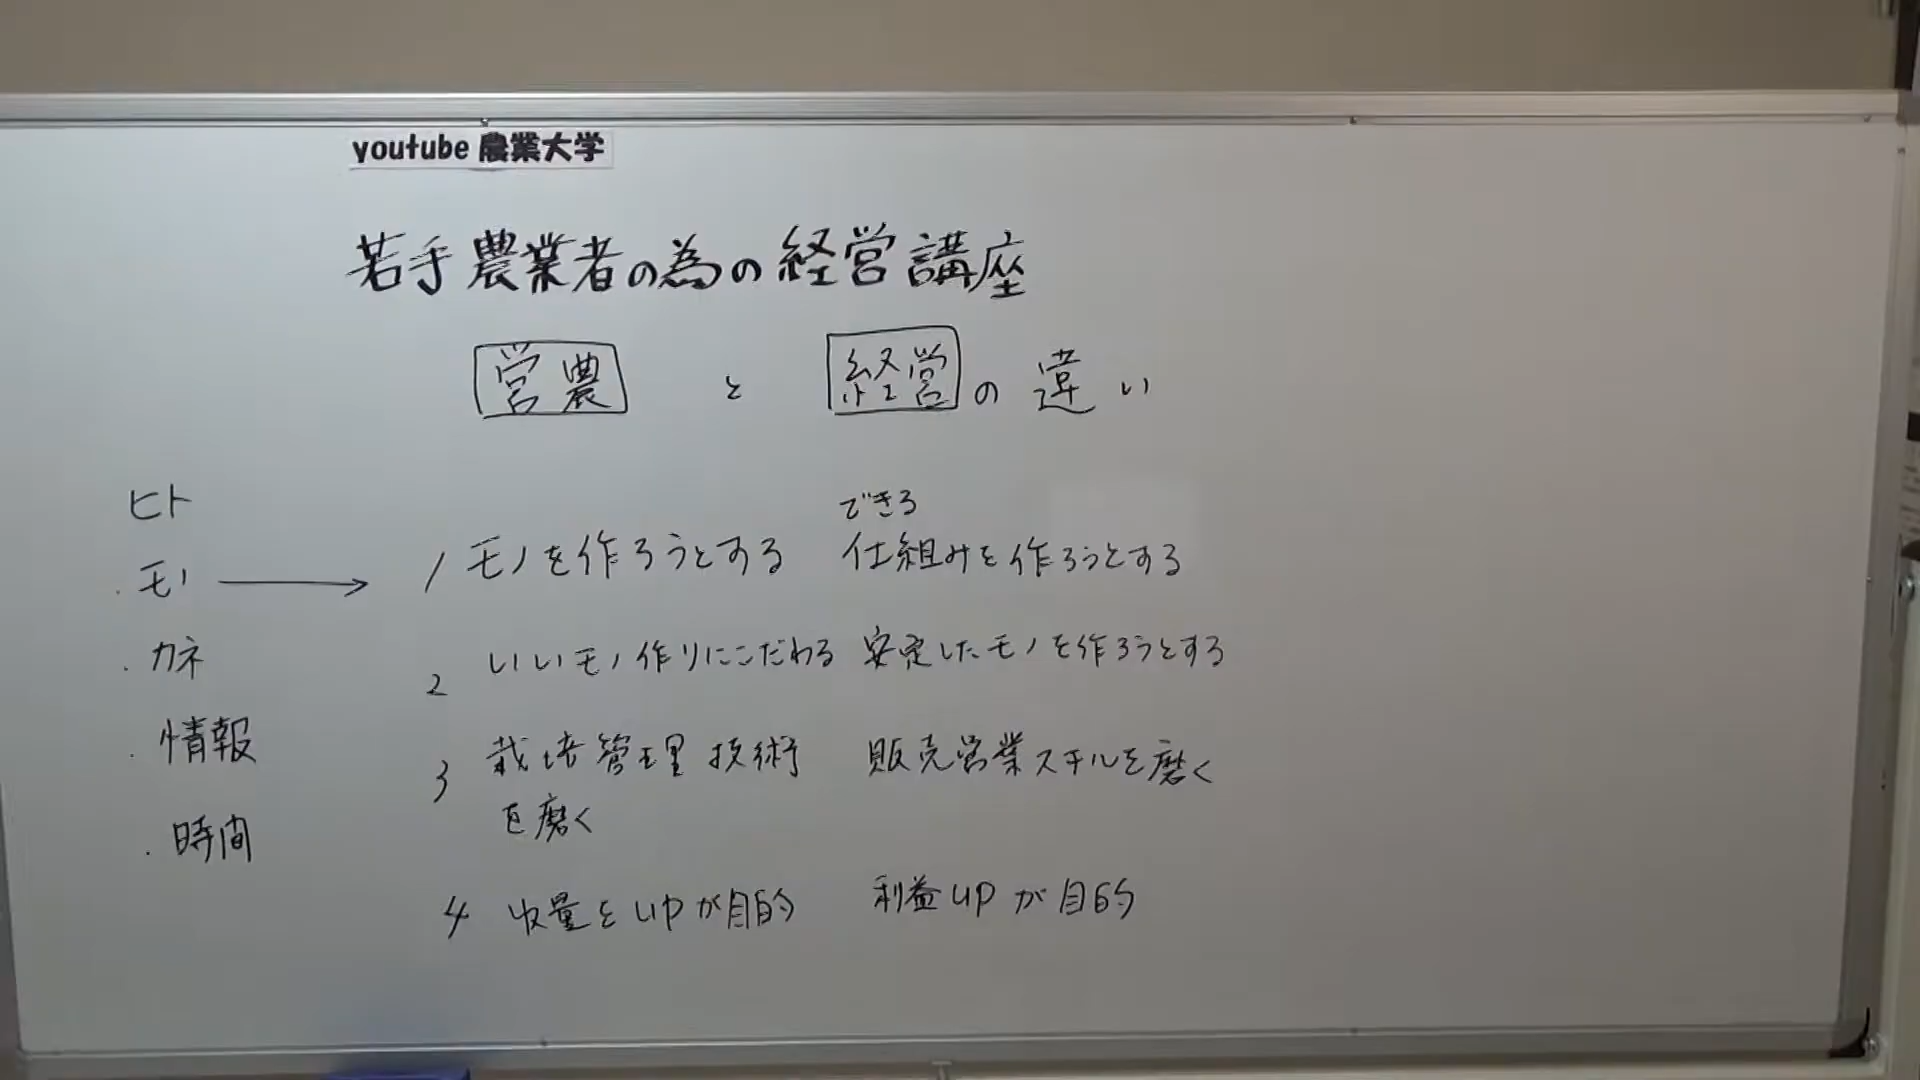 youtube 農業大学
若手農業者の為の経営講座
営農 と 経営の違い
ヒト
・モノ
・カネ
・情報
・時間
1 モノを作ろうとする
できる
仕組みを作ろうとする
2 いいモノ作りにこだわる 安定したモノを作ろうとする
3 栽培管理技術 販売営業スキルを磨く
を磨く
4 収量をUPが目的 利益UPが目的